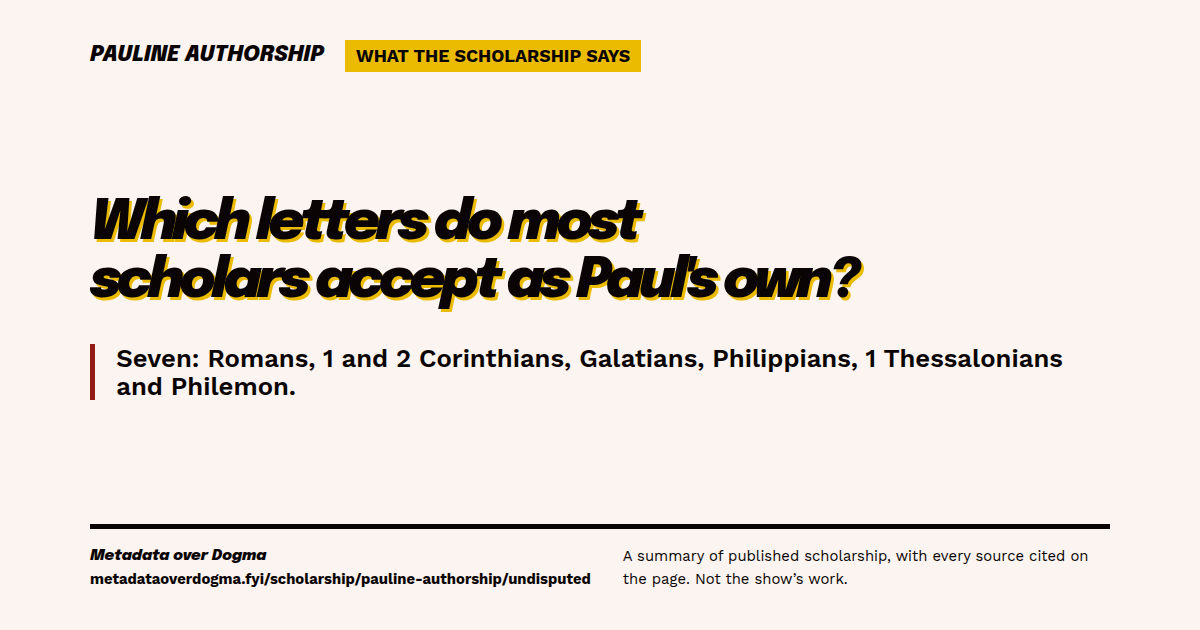 PAULINE AUTHORSHIP
WHAT THE SCHOLARSHIP SAYS
Which letters do most
scholars accept as Paul's own?
Seven: Romans, 1 and 2 Corinthians, Galatians, Philippians, 1 Thessalonians
and Philemon.
Metadata over Dogma
metadataoverdogma.fyi/scholarship/pauline-authorship/undisputed
A summary of published scholarship, with every source cited on
the page. Not the show’s work.